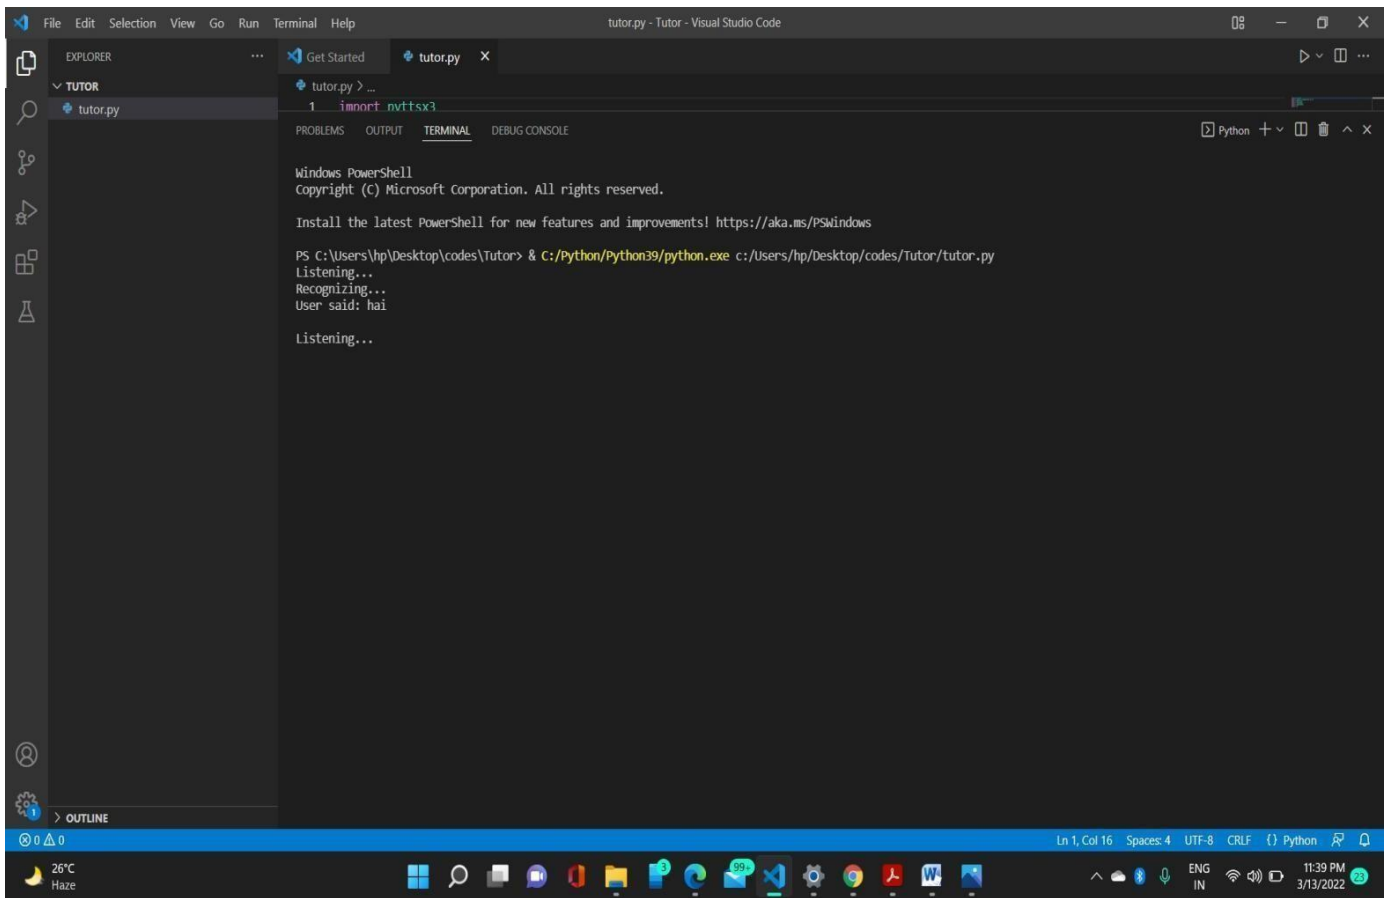 File Edit Selection View Go Run Terminal Help
tutor.py - Tutor - Visual Studio Code
EXPLORER
Get Started
tutor.py
TUTOR
tutor.py
tutor.py > ...
1 import pyttsx3
PROBLEMS OUTPUT TERMINAL DEBUG CONSOLE
Python
Windows PowerShell
Copyright (C) Microsoft Corporation. All rights reserved.
Install the latest PowerShell for new features and improvements! https://aka.ms/PSWindows
PS C:\Users\hp\Desktop\codes\Tutor> & C:/Python/Python39/python.exe c:/Users/hp/Desktop/codes/Tutor/tutor.py
Listening...
Recognizing...
User said: hai
Listening...
1
OUTLINE
0 0
Ln 1, Col 16 Spaces: 4 UTF-8 CRLF {} Python
26°C
Haze
3
99+
ENG
IN
11:39 PM
3/13/2022
23